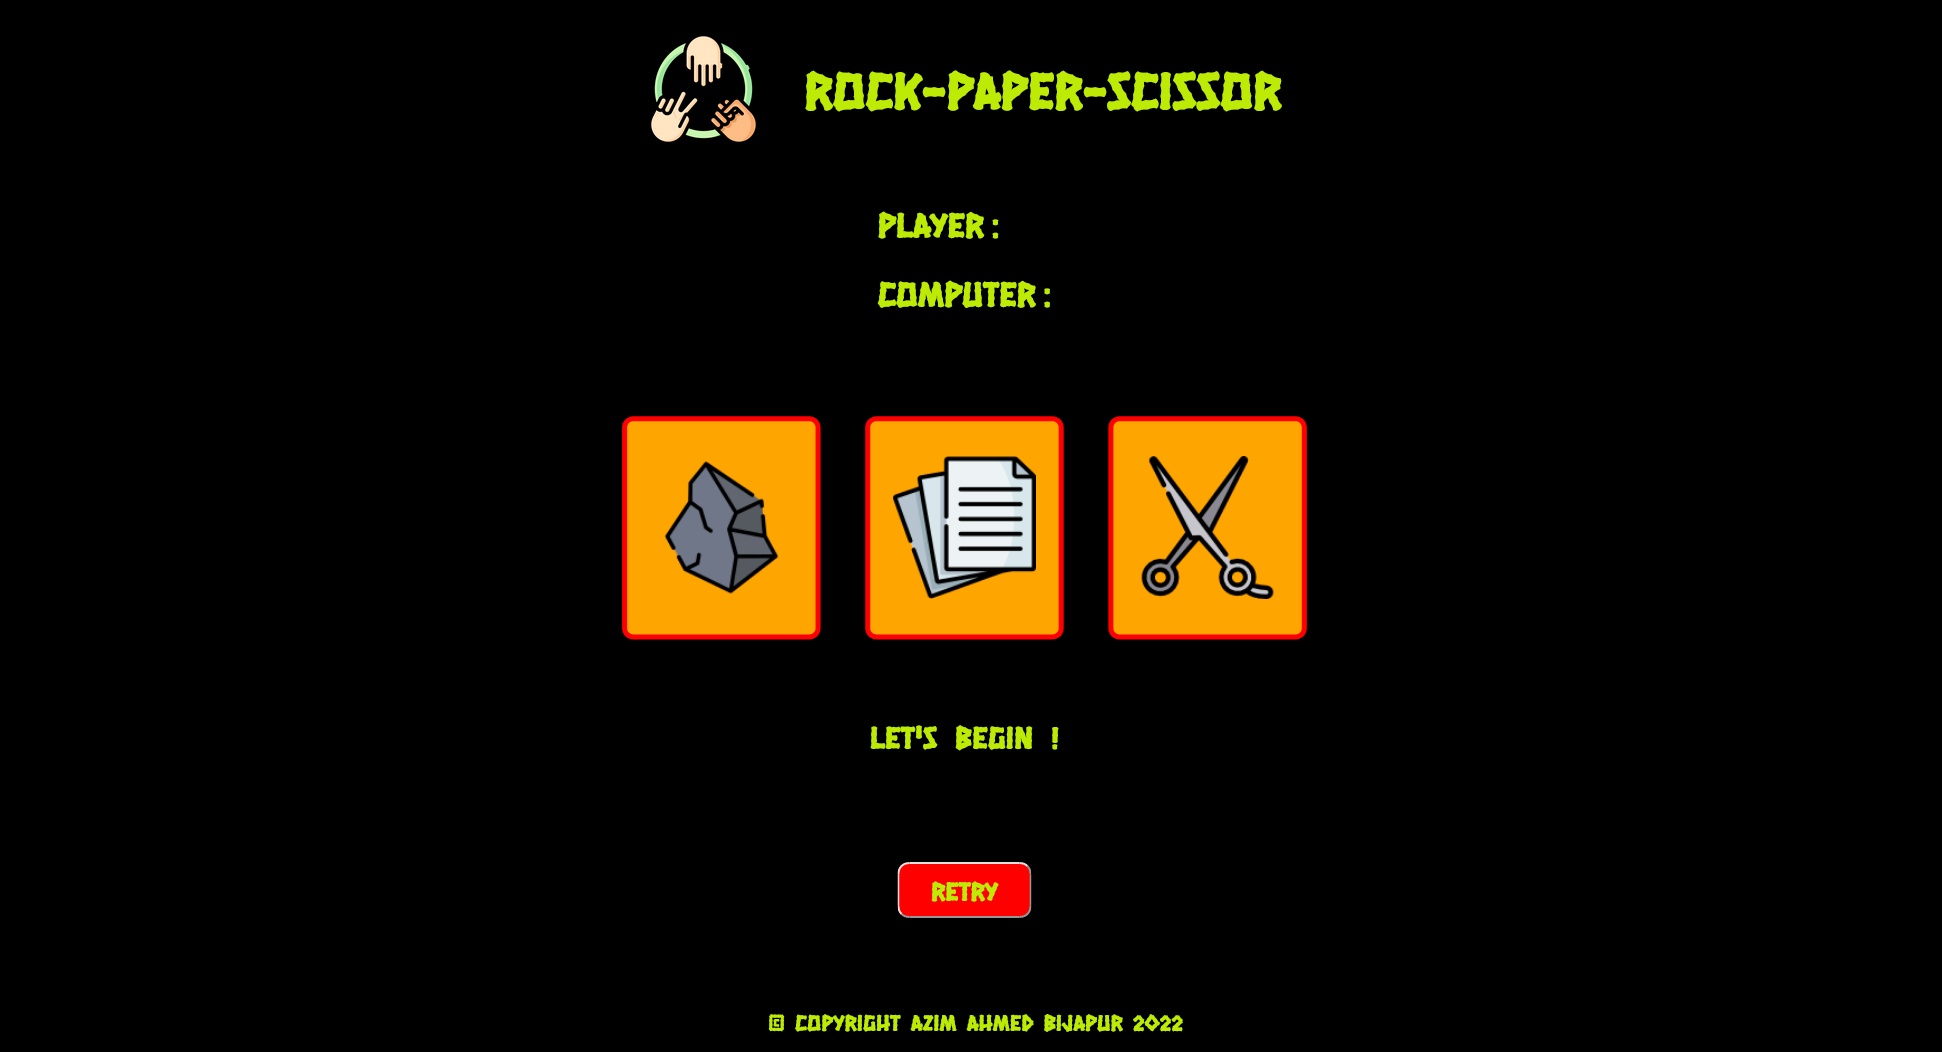 ROCK-PAPER-SCISSOR
PLAYER :
COMPUTER :
LET'S BEGIN !
RETRY
© COPYRIGHT AZIM AHMED BIJAPUR 2022